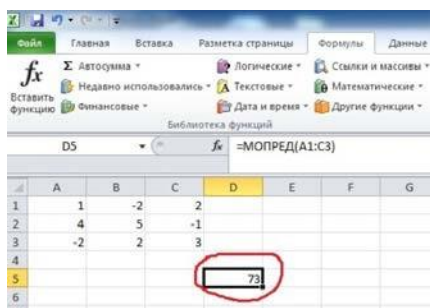 Файл Главная Вставка Разметка страницы Формулы Данные
fx Вставить функцию
Σ Автосумма
Недавно использовались
Финансовые
Логические
Текстовые
Дата и время
Ссылки и массивы
Математические
Другие функции
Библиотека функций
D5 fx =МОПРЕД(A1:C3)
A B C D E F G
1 1 -2 2
2 4 5 -1
3 -2 2 3
4
5 73
6